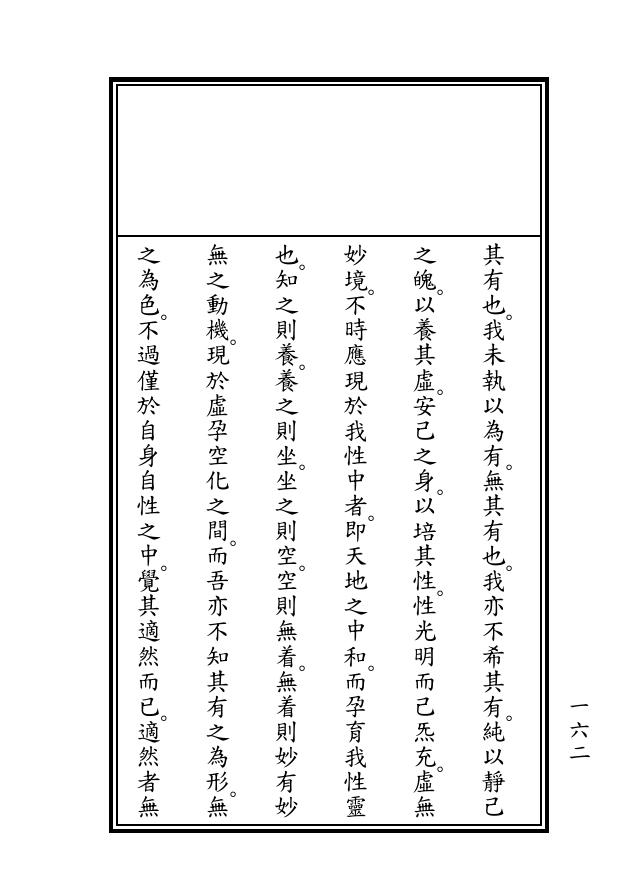 其有也。我未執以為有。無其有也。我亦不希其有。純以靜己
之魄。以養其虛。安己之身。以培其性。性光明而己炁充。虛無
妙境。不時應現於我性中者。即天地之中和。而孕育我性靈
也。知之則養。養之則坐。坐之則空。空則無着。無着則妙有妙
無之動機。現於虛孕空化之間。而吾亦不知其有之為形。無
之為色。不過僅於自身自性之中。覺其適然而已。適然者無
一六二